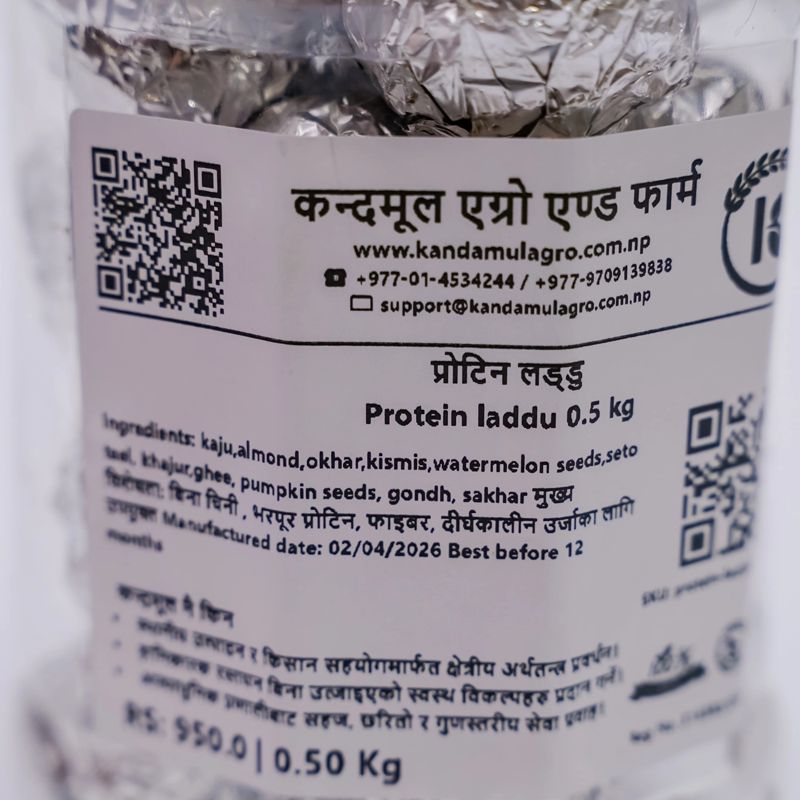 कन्दमूल एग्रो एण्ड फार्म
www.kandamulagro.com.np
+977-01-4534244 / +977-9709139838
support@kandamulagro.com.np
प्रोटिन लड्डु
Protein laddu 0.5 kg
Ingredients: kaju,almond,okhar,kismis,watermelon seeds,seto
teel, khajur,ghee, pumpkin seeds, gondh, sakhar मुख्य
विशेषता: बिना चिनी , भरपूर प्रोटिन, फाइबर, दीर्घकालीन उर्जाका लागि
उपयुक्त Manufactured date: 02/04/2026 Best before 12
months
कन्दमूल नै किन
स्थानीय उत्पादन र किसान सहयोगमार्फत क्षेत्रीय अर्थतन्त्र प्रवर्धन।
रसायन बिना उब्जाइएको स्वस्थ विकल्पहरु प्रदान गर्ने।
प्रणालीबाट सहज, छरितो र गुणस्तरीय सेवा प्रवाह।
RS: 950.0 | 0.50 Kg